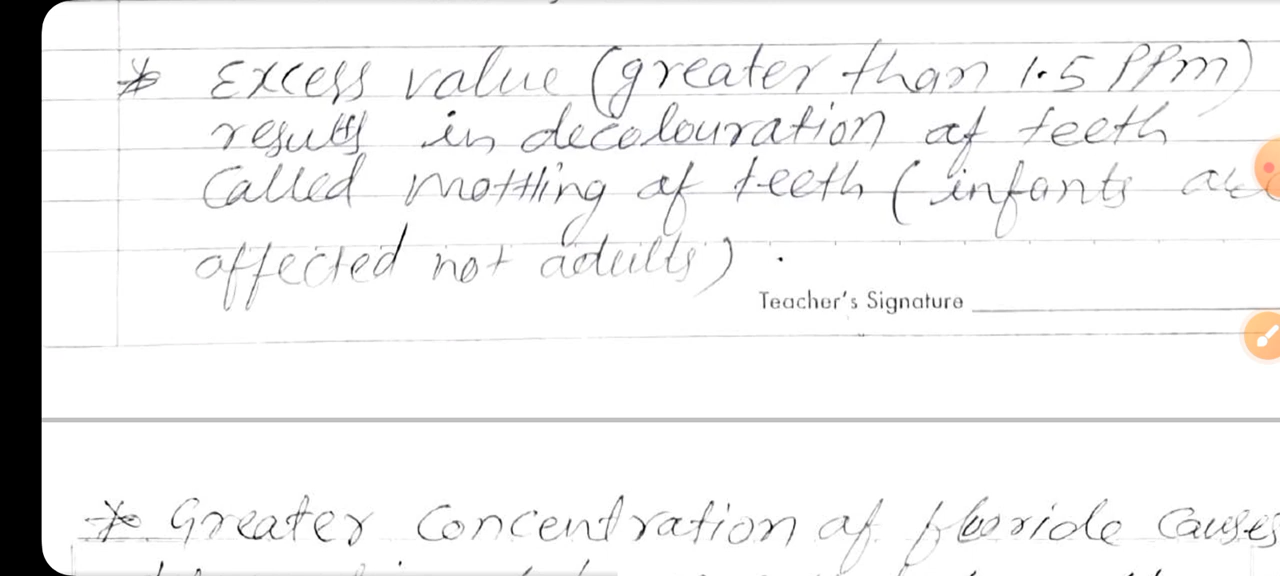 * Excess value (greater than 1.5 PPm)
results in decolouration of teeth
Called mottling of teeth (infants are
affected not adults).
Teacher's Signature
* Greater concentration of fluoride causes